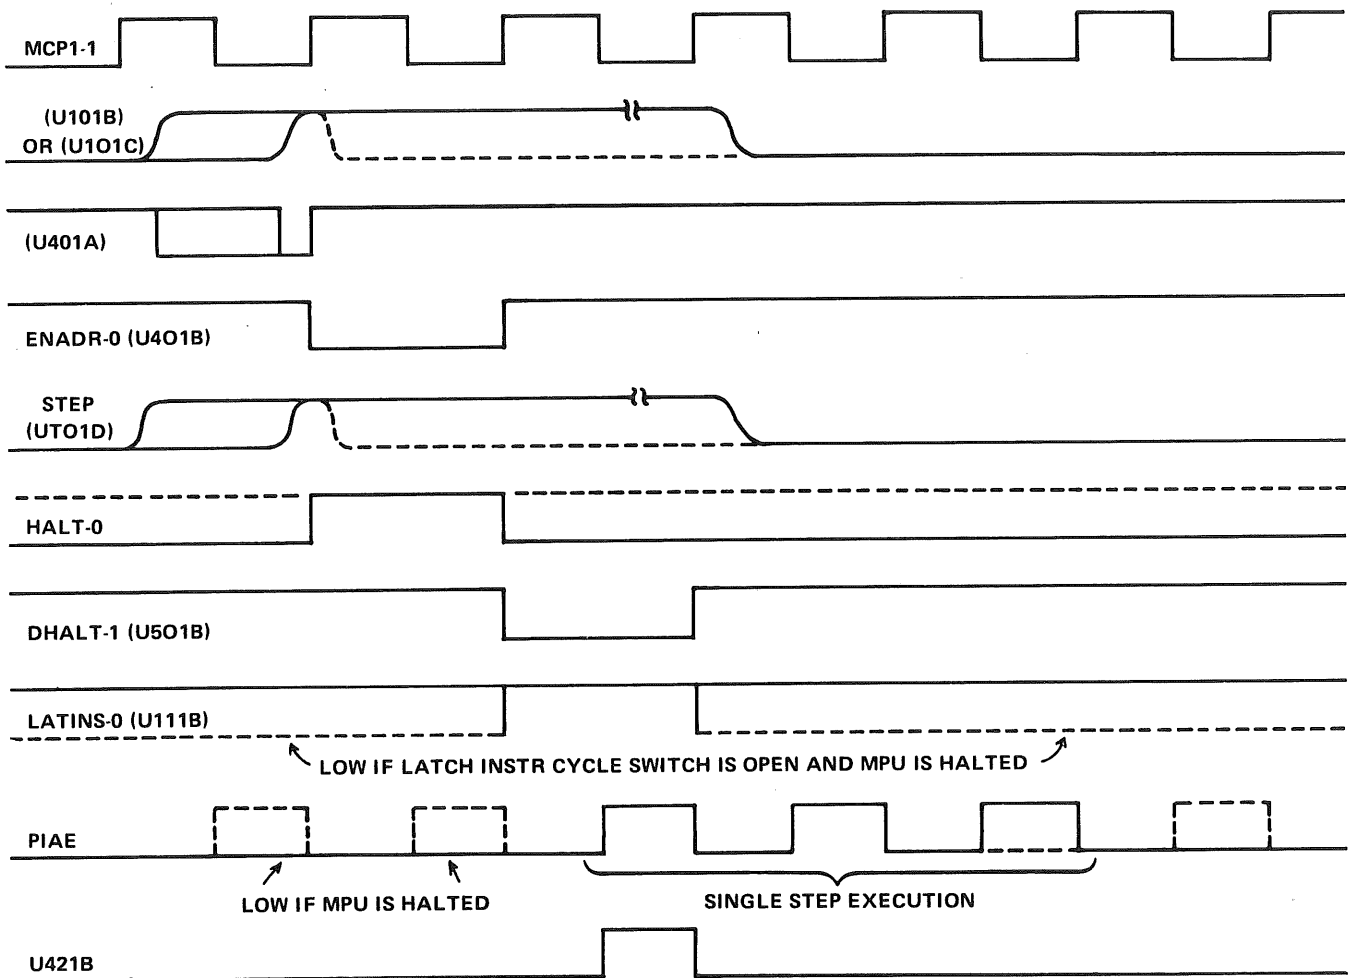 MCP1-1
(U101B)
OR (U101C)
(U401A)
ENADR-0 (U4O1B)
STEP
(UTO1D)
HALT-0
DHALT-1 (U5O1B)
LATINS-0 (U111B)
LOW IF LATCH INSTR CYCLE SWITCH IS OPEN AND MPU IS HALTED
PIAE
LOW IF MPU IS HALTED
SINGLE STEP EXECUTION
U421B